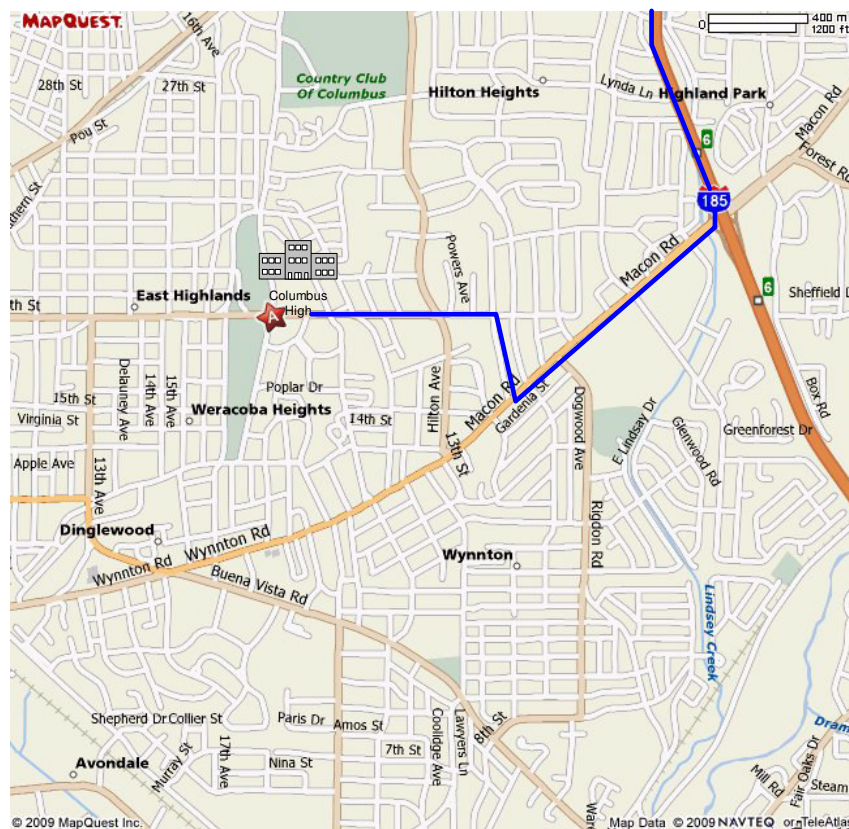 MAPQUEST.
16th Ave
0
400 m
1200 ft
28th St
27th St
Country Club
Of Columbus
Hilton Heights
Lynda Ln
Highland Park
Macon Rd
Pou St
6
Forest Rd
185
Powers Ave
Macon Rd
6
East Highlands
Columbus
High
A
Sheffield
Delauney Ave
14th Ave
15th Ave
Poplar Dr
Hilton Ave
Macon Rd
Gardenia St
Dogwood Ave
Box Rd
15th St
Virginia St
Weracoba Heights
14th St
13th St
E Lindsay Dr
Glenwood Rd
Greenforest Dr
Apple Ave
13th Ave
Rigdon Rd
Dinglewood
Wynnton Rd
Wynnton Rd
Wynnton
Buena Vista Rd
Lindsey Creek
Shepherd Dr
Collier St
Paris Dr
Amos St
Coolidge Ave
Lawyers Ln
8th St
7th St
Avondale
Murray St
17th Ave
Nina St
Mill Rd
Fair Oaks Dr
Steam
© 2009 MapQuest Inc.
Map Data © 2009 NAVTEQ or TeleAtlas